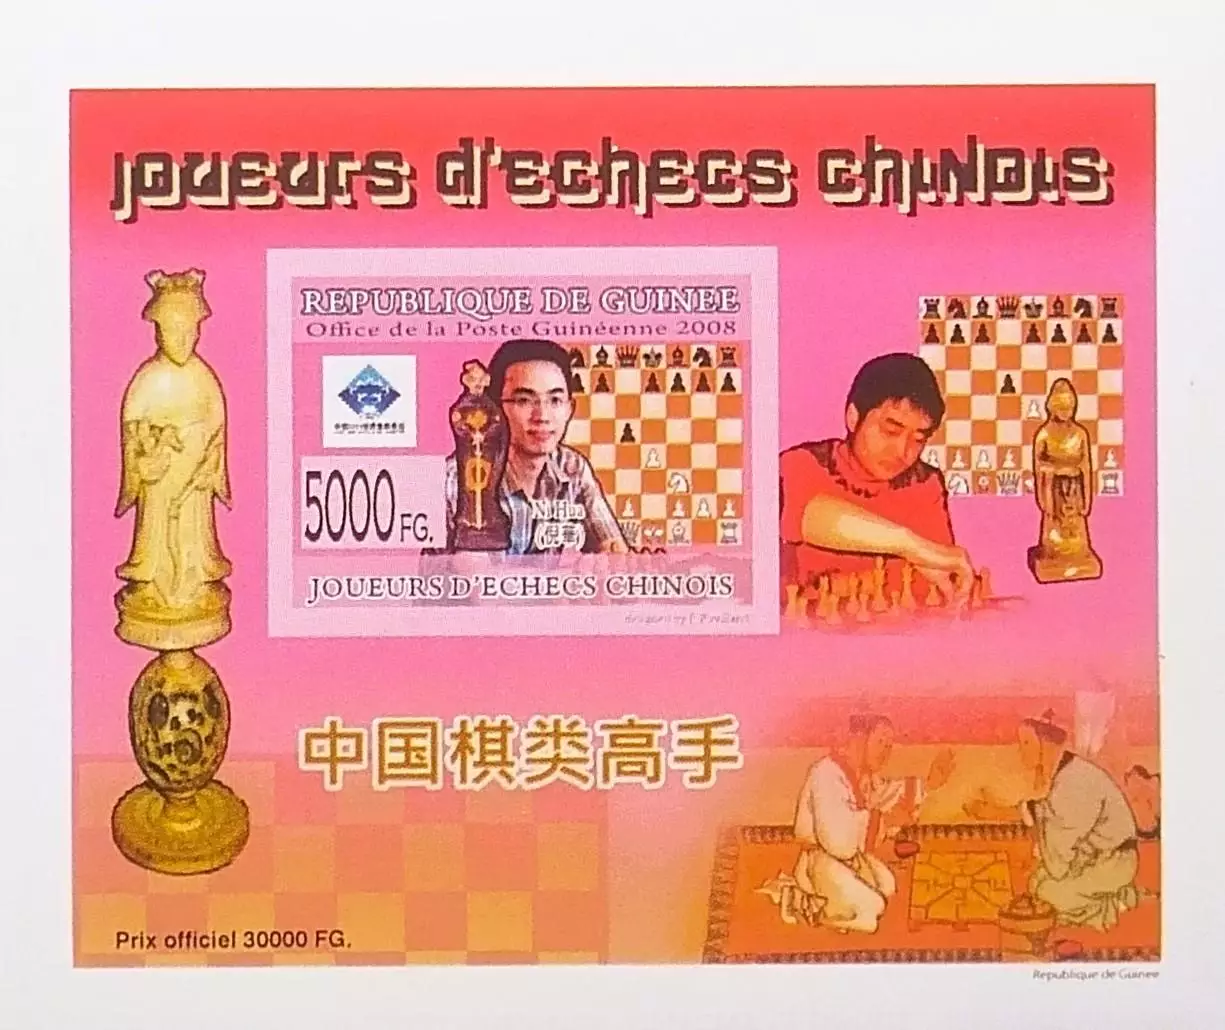 JOUEURS D'ECHECS CHINOIS
REPUBLIQUE DE GUINEE
Office de la Poste Guinéenne 2008
5000 FG.
Ni Hua
(倪華)
JOUEURS D'ECHECS CHINOIS
中国棋类高手
Prix officiel 30000 FG.
Republique de Guinee